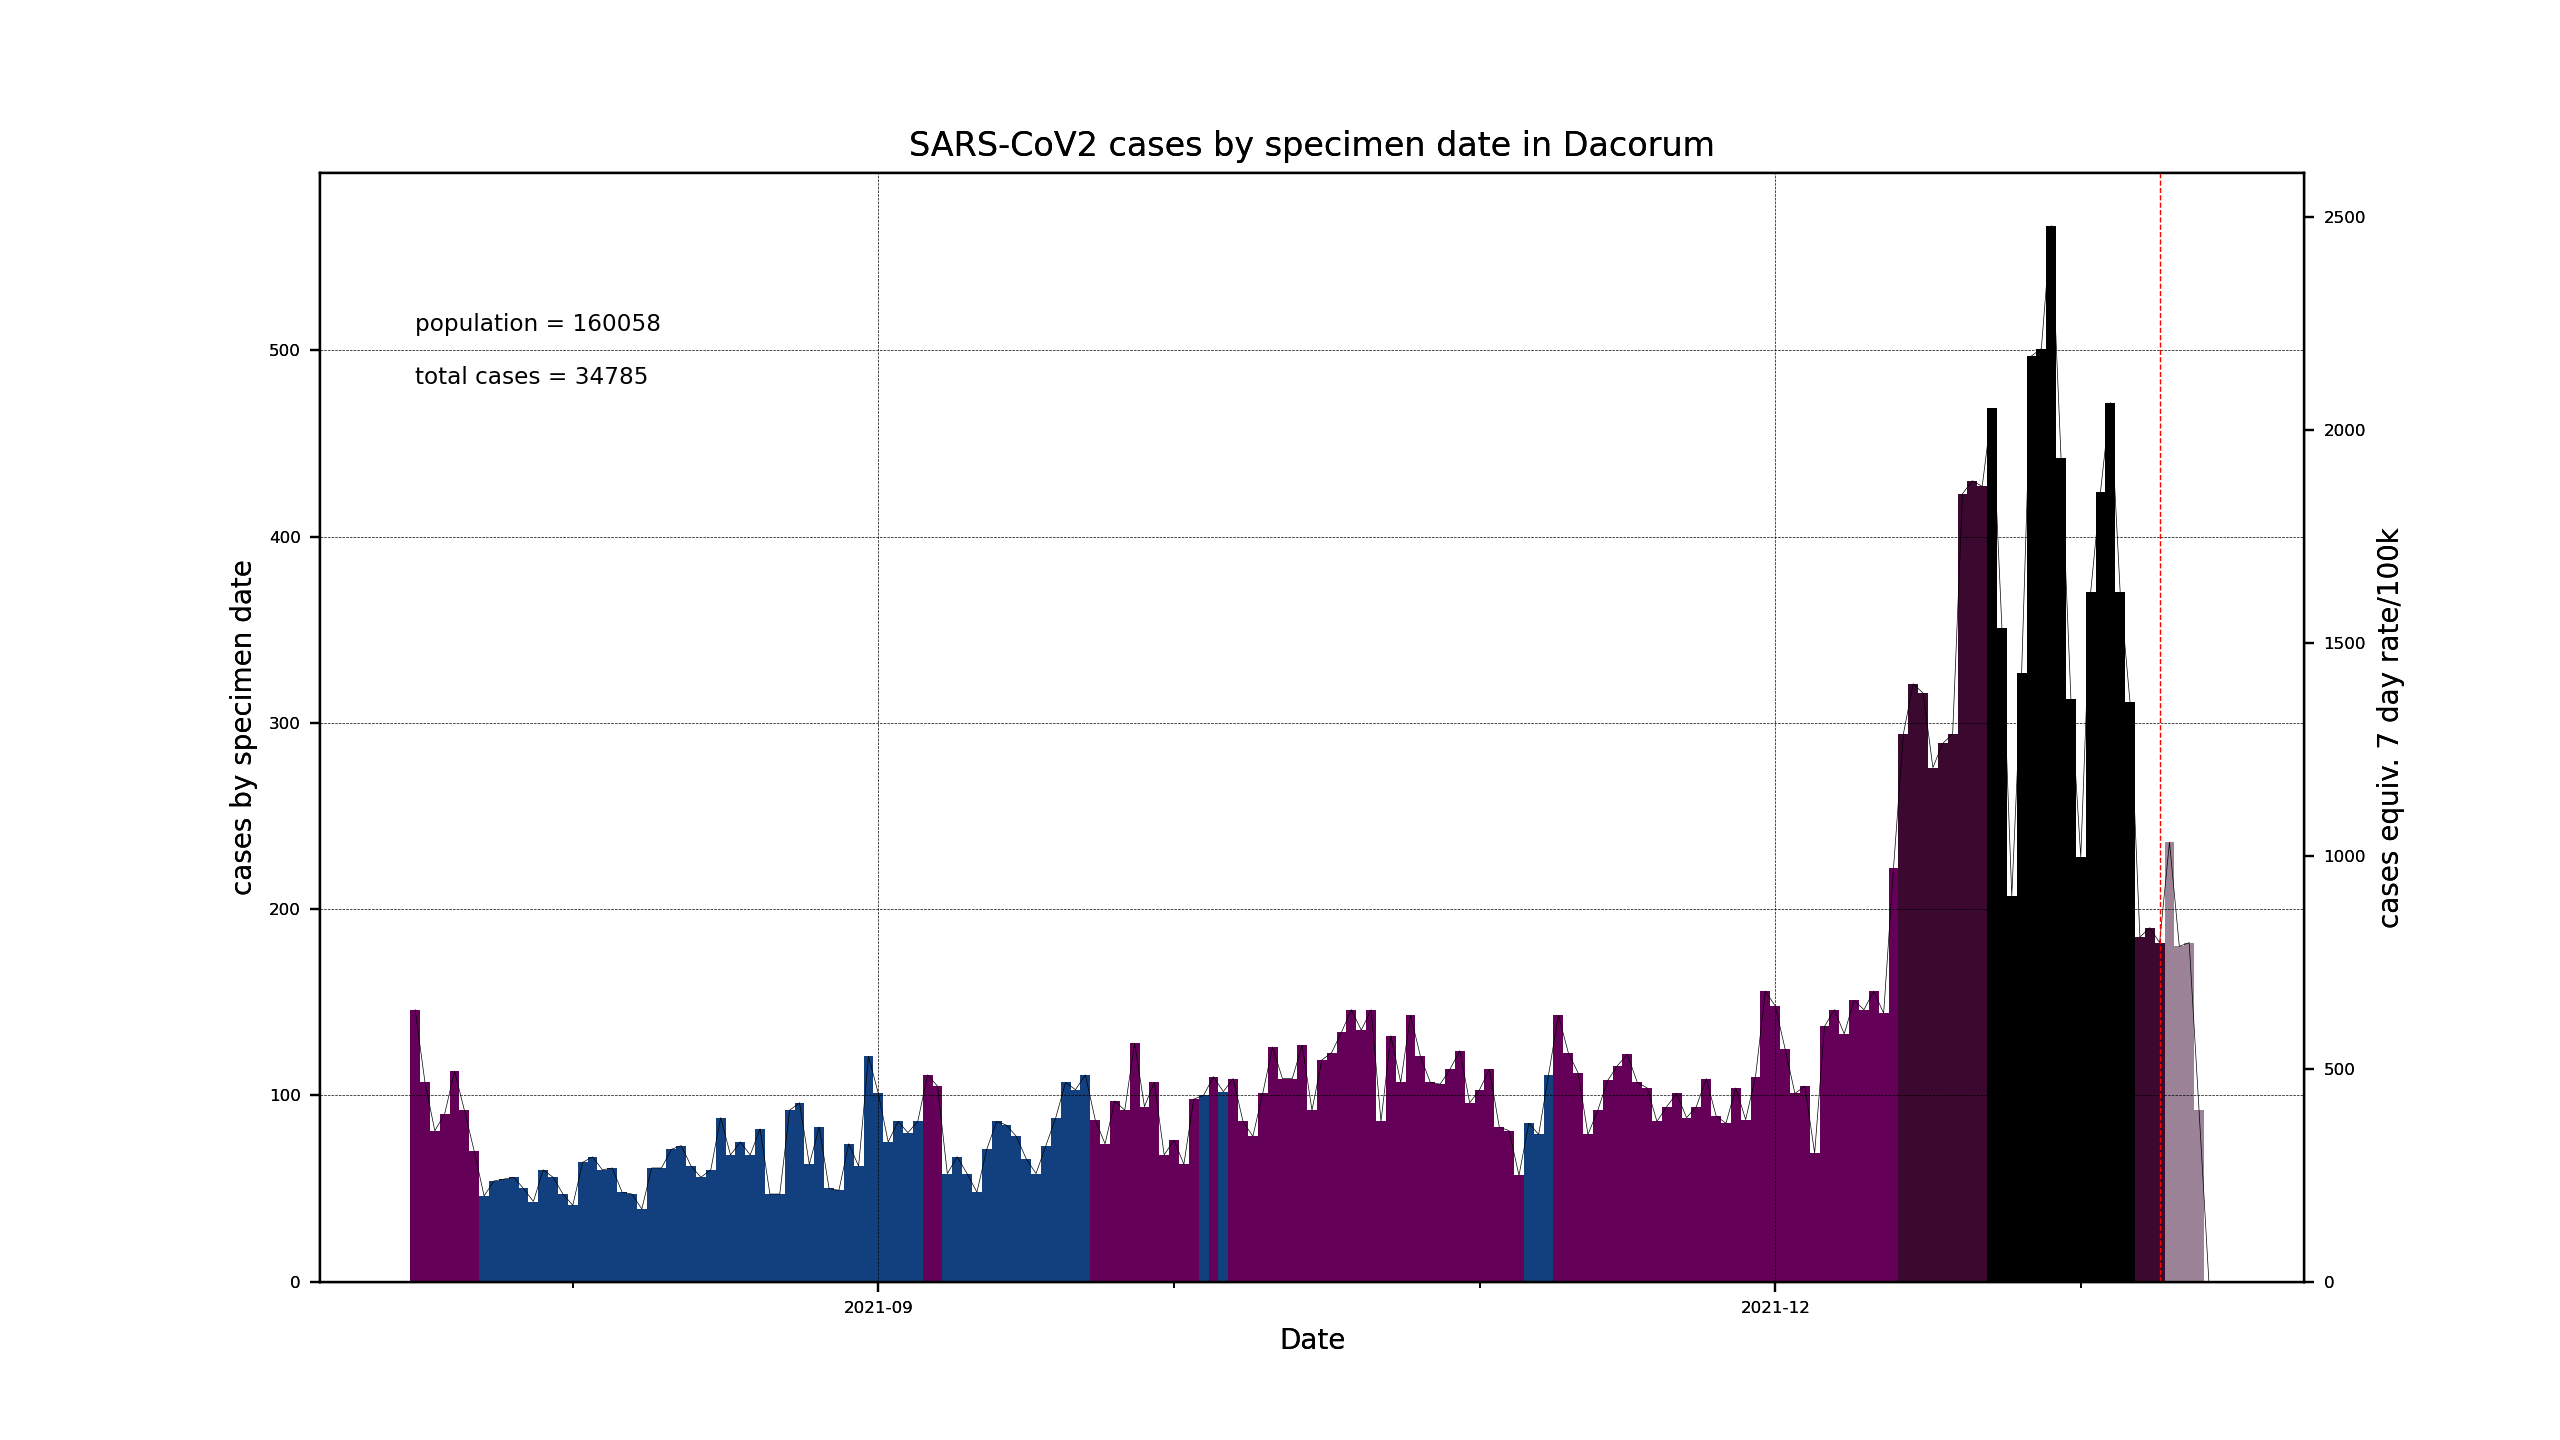 SARS-CoV2 cases by specimen date in Dacorum
population = 160058
total cases = 34785
cases by specimen date
500
400
300
200
100
0
2500
2000
1500
1000
500
0
cases equiv. 7 day rate/100k
2021-09
2021-12
Date